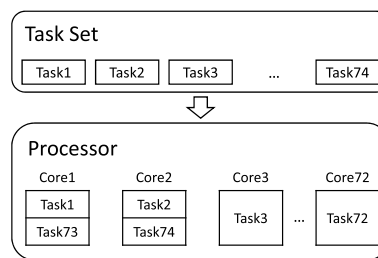 Task Set
Task1 Task2 Task3 ... Task74
Processor
Core1 Core2 Core3 Core72
Task1 Task2 Task3 ... Task72
Task73 Task74